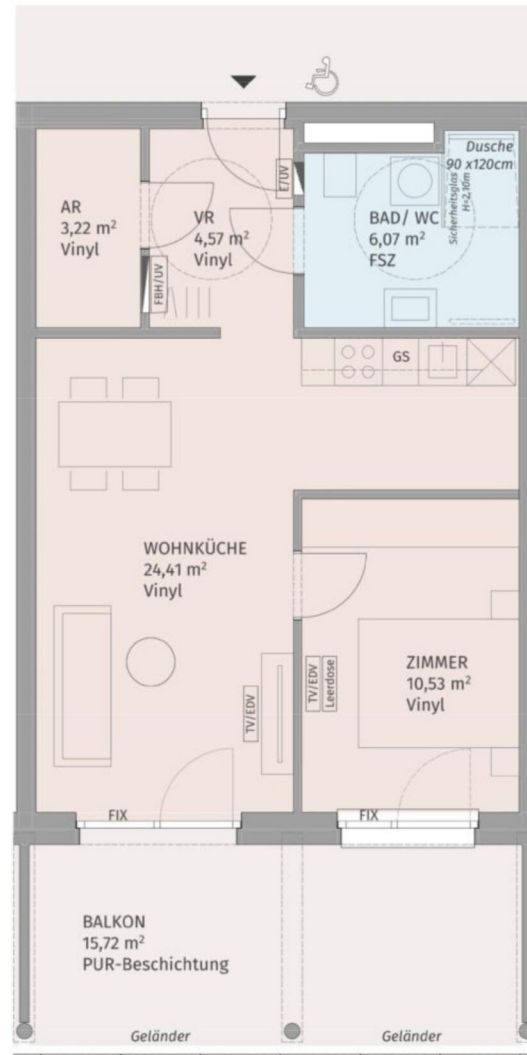 Dusche
90 x120cm
Sicherheitsglas
H=2,10m
AR
3,22 m²
Vinyl
VR
4,57 m²
Vinyl
E/UV
BAD/ WC
6,07 m²
FSZ
FBH/UV
GS
WOHNKÜCHE
24,41 m²
Vinyl
TV/EDV
TV/EDV
Leerdose
ZIMMER
10,53 m²
Vinyl
FIX
FIX
BALKON
15,72 m²
PUR-Beschichtung
Geländer
Geländer